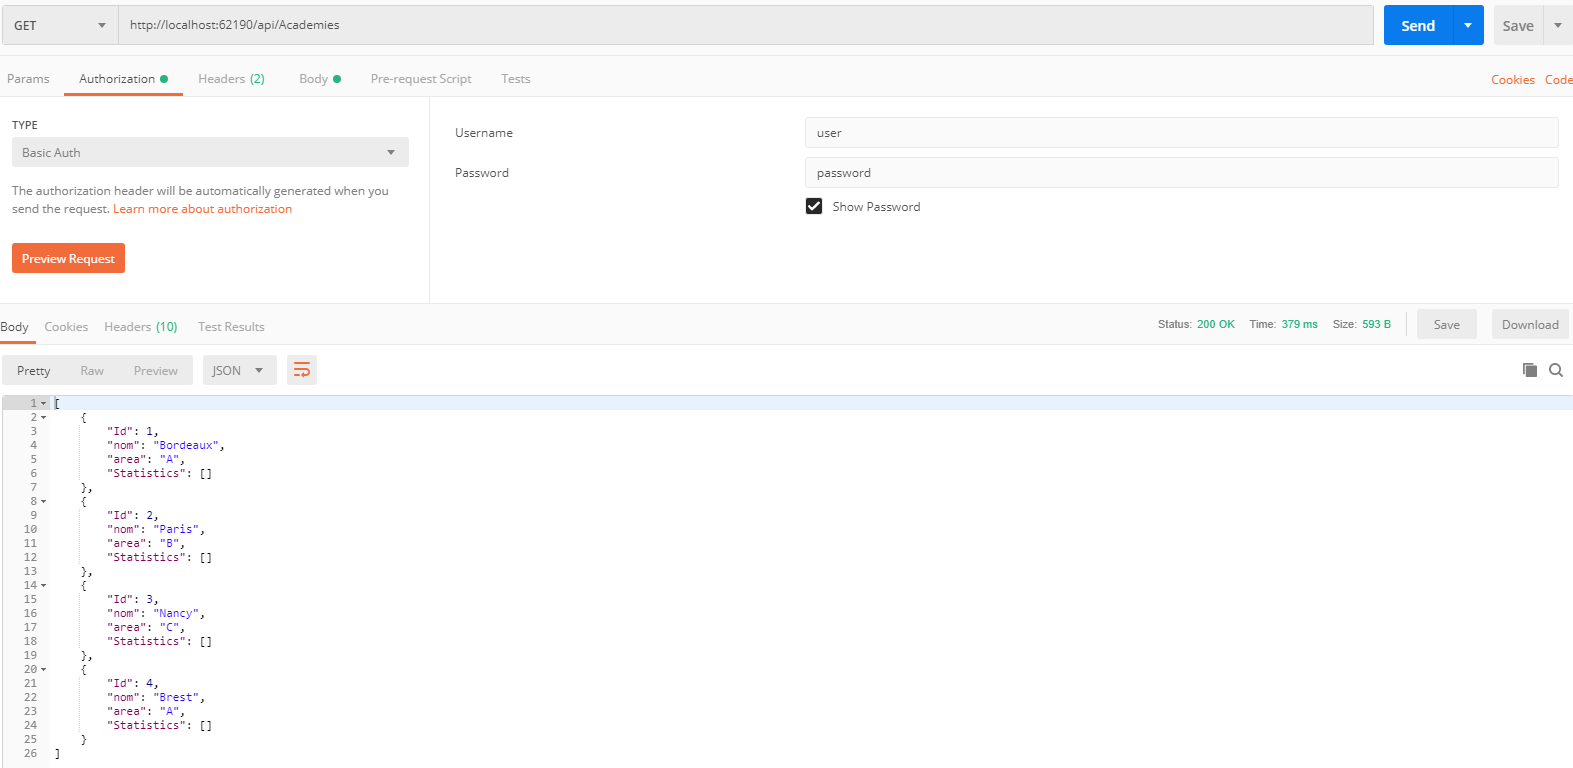 GET http://localhost:62190/api/Academies Send Save
Params Authorization Headers (2) Body Pre-request Script Tests Cookies Code
TYPE
Basic Auth
The authorization header will be automatically generated when you
send the request. Learn more about authorization
Preview Request
Username user
Password password
Show Password
Body Cookies Headers (10) Test Results Status: 200 OK Time: 379 ms Size: 593 B Save Download
Pretty Raw Preview JSON
1 [
2 {
3 "Id": 1,
4 "nom": "Bordeaux",
5 "area": "A",
6 "Statistics": []
7 },
8 {
9 "Id": 2,
10 "nom": "Paris",
11 "area": "B",
12 "Statistics": []
13 },
14 {
15 "Id": 3,
16 "nom": "Nancy",
17 "area": "C",
18 "Statistics": []
19 },
20 {
21 "Id": 4,
22 "nom": "Brest",
23 "area": "A",
24 "Statistics": []
25 }
26 ]